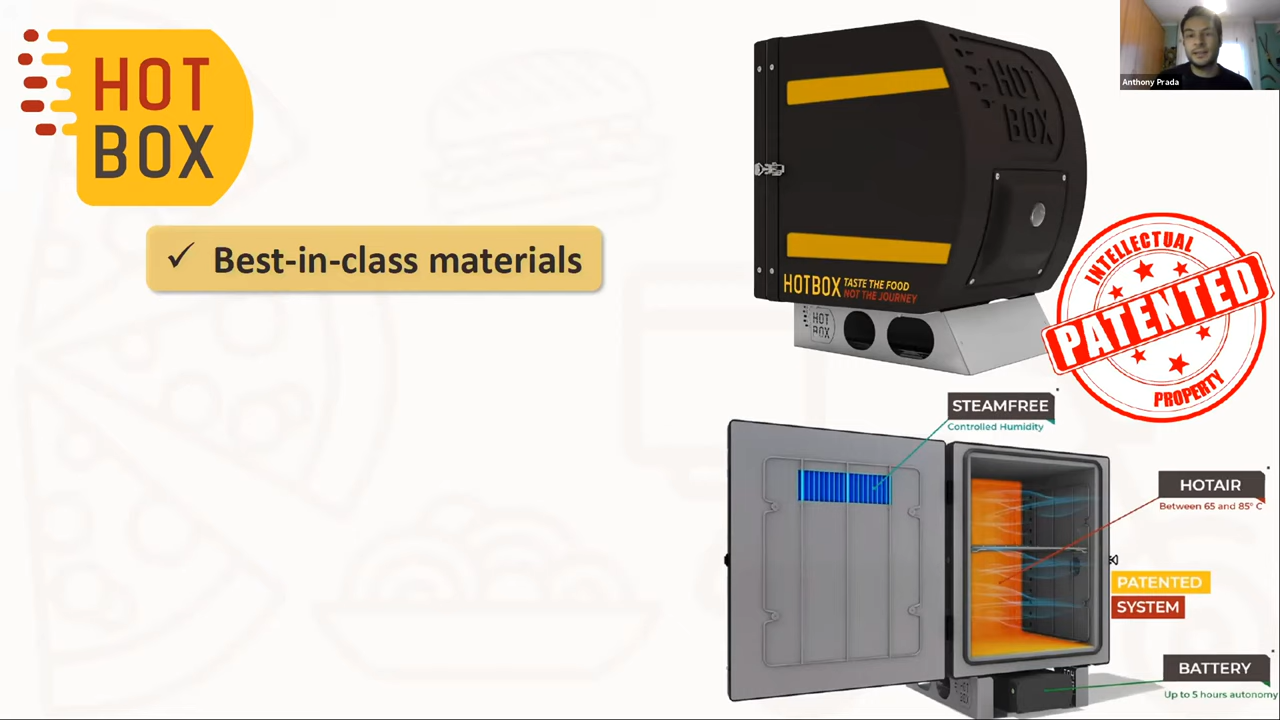 HOT
BOX
✓ Best-in-class materials
HOT
BOX
HOTBOX TASTE THE FOOD
NOT THE JOURNEY
HOT
BOX
Anthony Prada
INTELLECTUAL
PATENTED
PROPERTY
STEAMFREE
Controlled Humidity
HOTAIR
Between 65 and 85° C
PATENTED
SYSTEM
BATTERY
Up to 5 hours autonomy